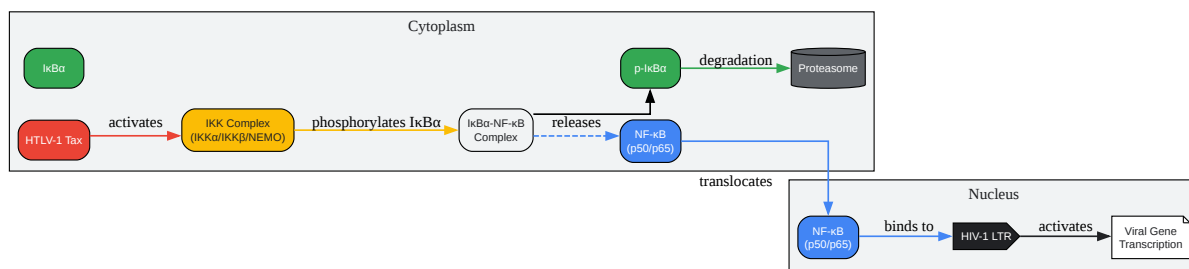 Cytoplasm
IκBα
p-IκBα
degradation
Proteasome
HTLV-1 Tax
activates
IKK Complex
(IKKα/IKKβ/NEMO)
phosphorylates IκBα
IκBα-NF-κB
Complex
releases
NF-κB
(p50/p65)
translocates
Nucleus
NF-κB
(p50/p65)
binds to
HIV-1 LTR
activates
Viral Gene
Transcription